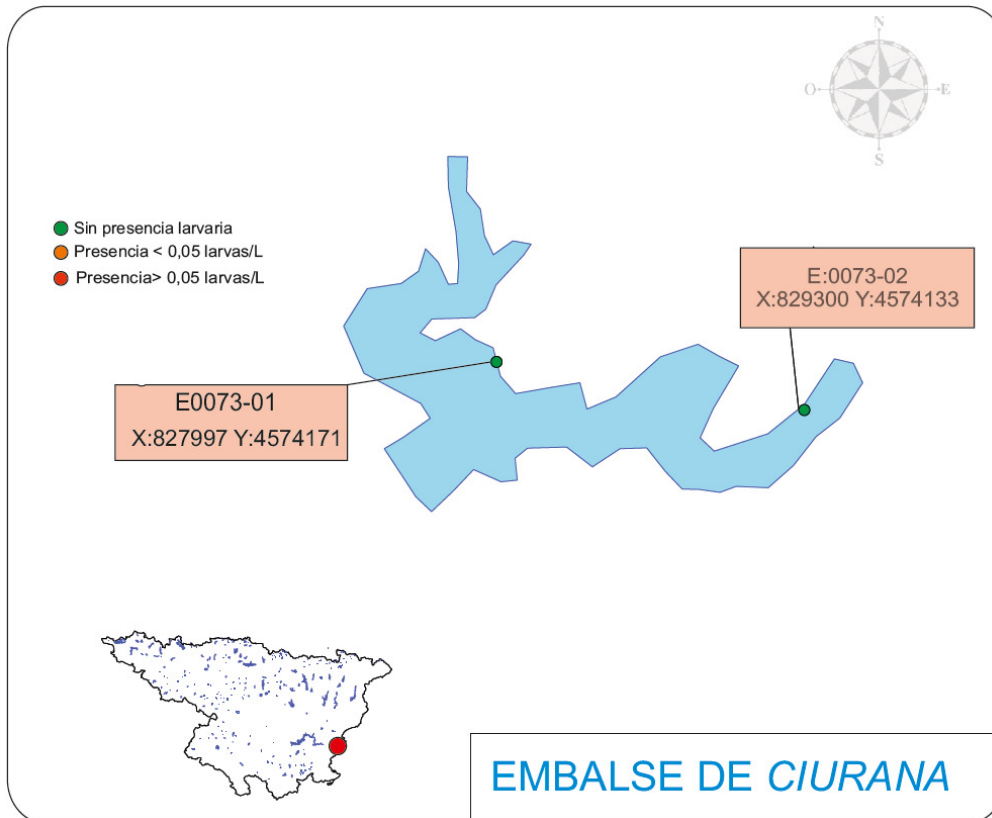 N
O
E
S
Sin presencia larvaria
Presencia < 0,05 larvas/L
Presencia> 0,05 larvas/L
E:0073-02
X:829300 Y:4574133
E0073-01
X:827997 Y:4574171
EMBALSE DE CIURANA